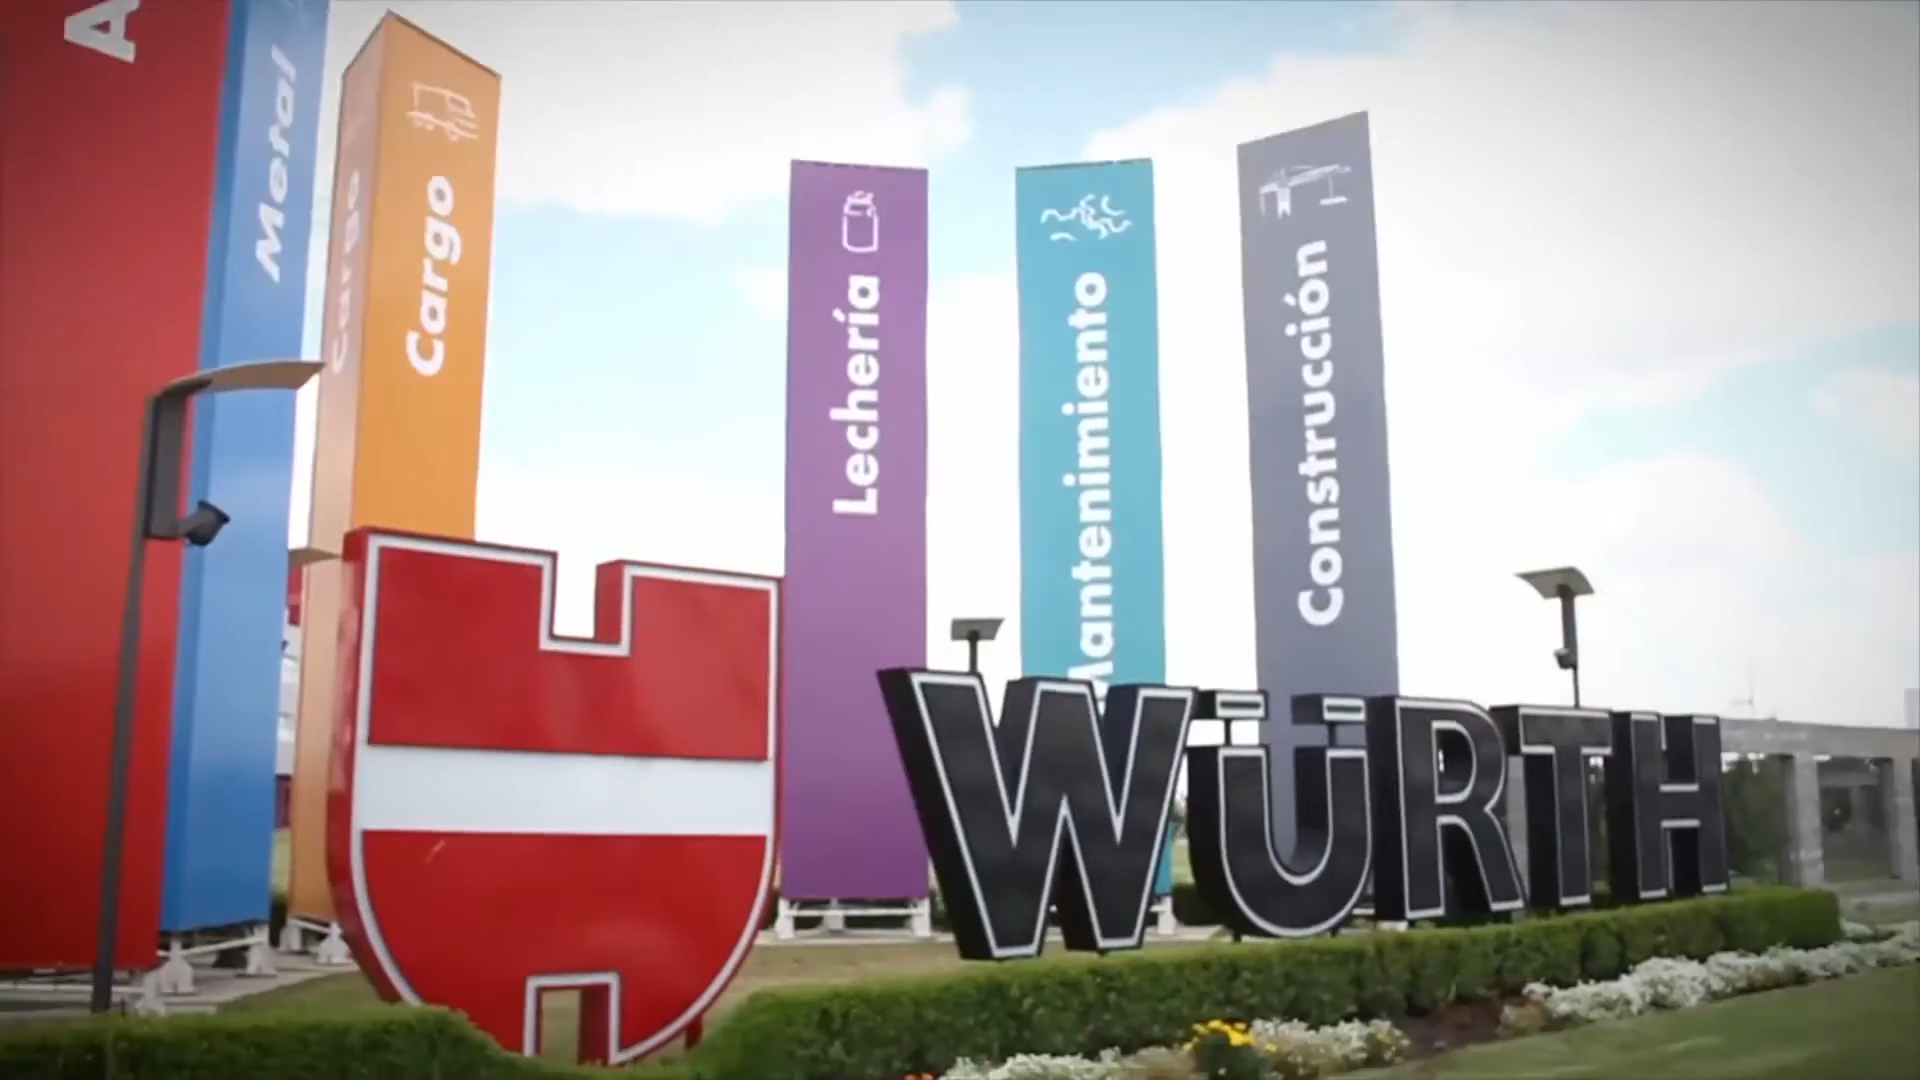 A
Metal
Cargo
Cargo
Lechería
Mantenimiento
Construcción
WÜRTH